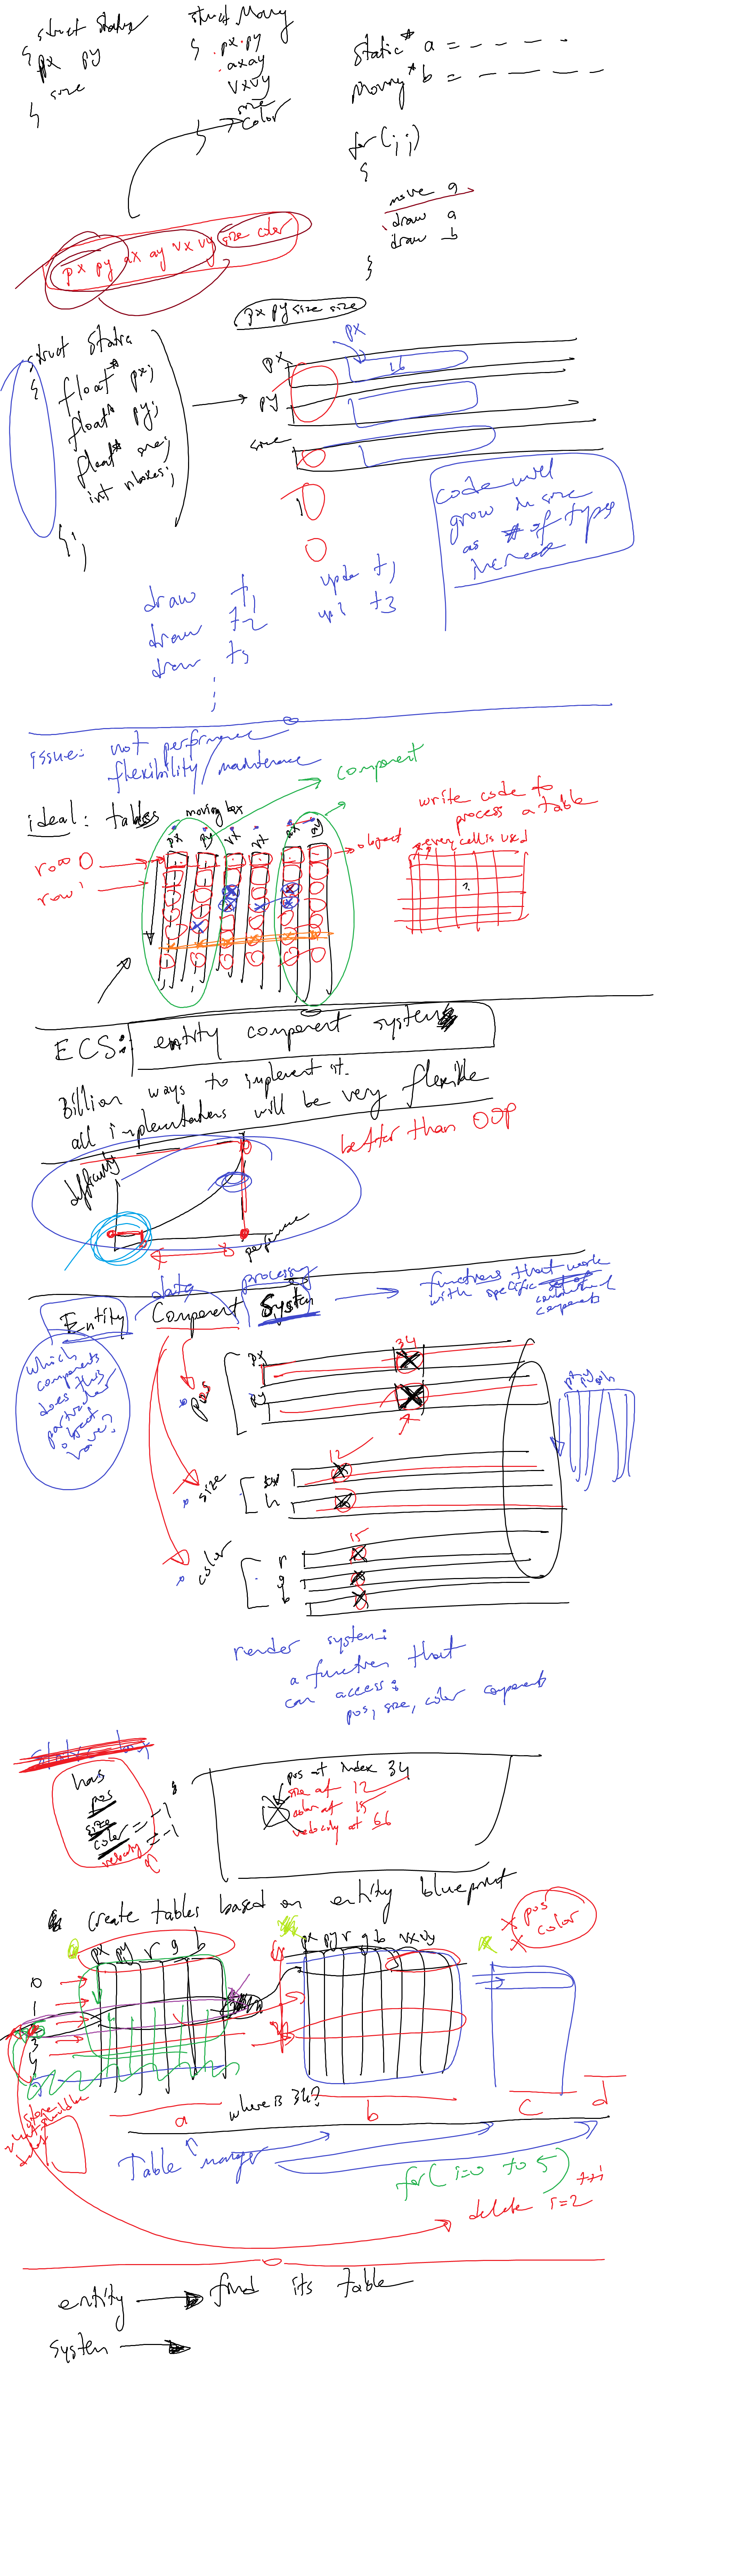 struct Static
{
px py
size
}
struct Moving
{ px, py
ax ay
vx vy
size
color
}
static* a = - - - -
Moving* b = - - - -
for(;;)
{
move a
draw a
draw b
}
px py ax ay vx vy size color
px py size size
struct Static
{
float* px;
float* py;
float* size;
int nboxes;
};
px
px
16
py
size
code will
grow in size
as # of types
increase
draw t1
draw t2
draw t3
update t1
t3
issue: not performance
flexibility/maintenance
ideal: tables
moving box
component
px py vx ax ay
row 0
row 1
object
write code to
process a table
every cell is used
ECS: entity component system
Billion ways to implement it.
all implementations will be very flexible
better than OOP
difficulty
performance
data
processing
Entity Component System
functions that work
with specific set of
components
which
components
does this
particular
object
have?
pos
px
py
34
size
h
12
color
r
g
b
15
render system:
a function that
can access:
pos, size, color components
static box
has
pos
size
color = -1
velocity = -1
pos at index 34
size at 12
color at 15
velocity at 66
create tables based on entity blueprint
pos
color
px py r g b
px py r g b vx vy
0
1
3
4
a
where is 34?
b
c
d
Table manager
for(i=0 to 5)
delete i=2
entity → find its table
system →